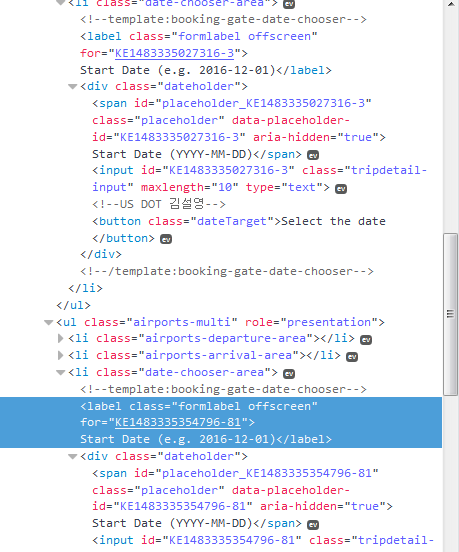 <li class="date-chooser-area"> ev
<!--template:booking-gate-date-chooser-->
<label class="formlabel offscreen"
for="KE1483335027316-3">
Start Date (e.g. 2016-12-01)</label>
<div class="dateholder">
<span id="placeholder_KE1483335027316-3"
class="placeholder" data-placeholder-
id="KE1483335027316-3" aria-hidden="true">
Start Date (YYYY-MM-DD)</span> ev
<input id="KE1483335027316-3" class="tripdetail-
input" maxlength="10" type="text"> ev
<!--US DOT 김설영-->
<button class="dateTarget">Select the date
</button> ev
</div>
<!--/template:booking-gate-date-chooser-->
</li>
</ul>
<ul class="airports-multi" role="presentation">
<li class="airports-departure-area"></li> ev
<li class="airports-arrival-area"></li> ev
<li class="date-chooser-area"> ev
<!--template:booking-gate-date-chooser-->
<label class="formlabel offscreen"
for="KE1483335354796-81">
Start Date (e.g. 2016-12-01)</label>
<div class="dateholder">
<span id="placeholder_KE1483335354796-81"
class="placeholder" data-placeholder-
id="KE1483335354796-81" aria-hidden="true">
Start Date (YYYY-MM-DD)</span> ev
<input id="KE1483335354796-81" class="tripdetail-